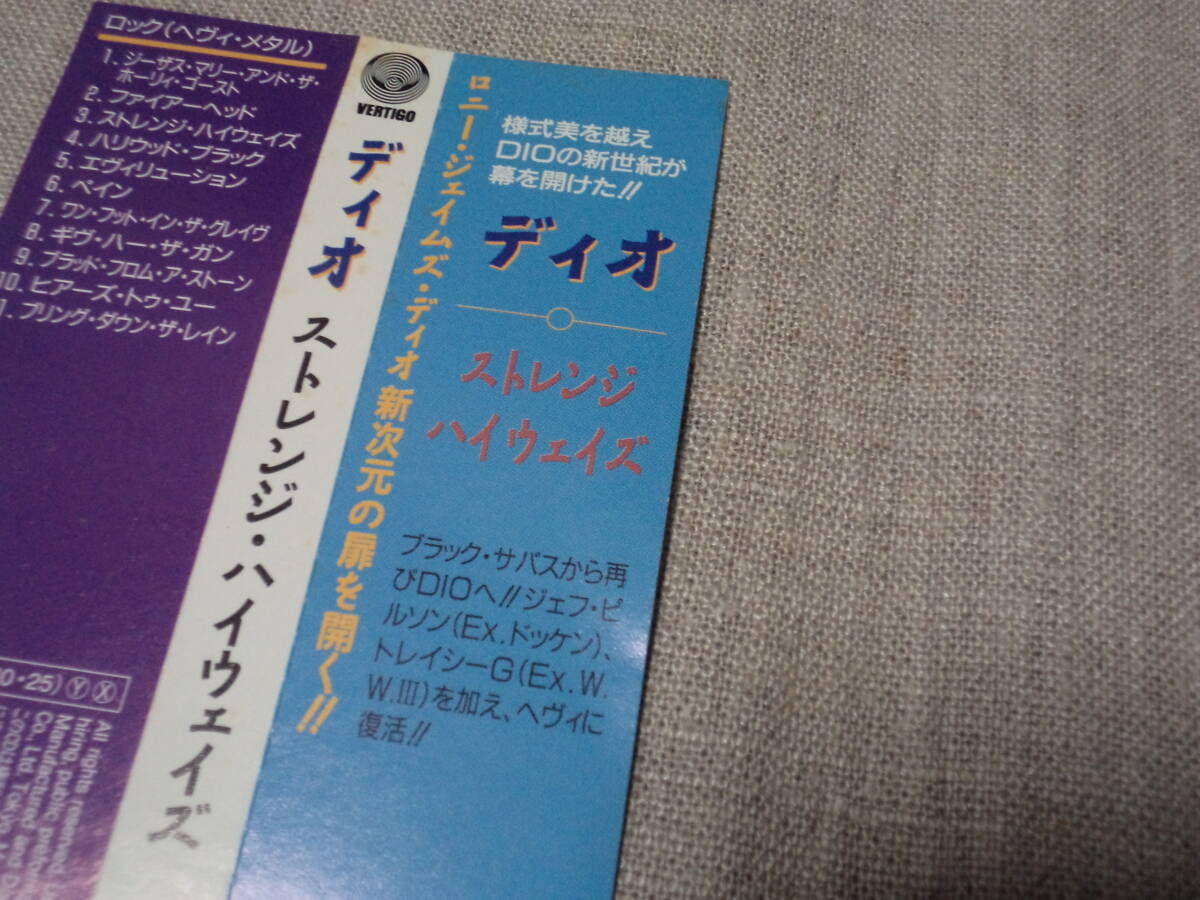 ロック(ヘヴィ・メタル)
1. ジーザス・マリー・アンド・ザ・
ホーリィ・ゴースト
2. ファイアーヘッド
3. ストレンジ・ハイウェイズ
4. ハリウッド・ブラック
5. エヴィリューション
6. ペイン
7. ワン・フット・イン・ザ・グレイヴ
8. ギヴ・ハー・ザ・ガン
9. ブラッド・フロム・ア・ストーン
10. ヒアーズ・トゥ・ユー
1. ブリング・ダウン・ザ・レイン
0・25) Ⓨ Ⓧ
All rights reserved. U
hiring, public perfor
Manufactured and
Co., Ltd. Tokyo,
VERTIGO
ディオ ストレンジ・ハイウェイズ
ロニー・ジェイムズ・ディオ新次元の扉を開く!!
様式美を越え
DIOの新世紀が
幕を開けた!!
ディオ
ストレンジ
ハイウェイズ
ブラック・サバスから再
びDIOへ!! ジェフ・ピ
ルソン(Ex.ドッケン)、
トレイシーG(Ex.W.
W.III)を加え、ヘヴィに
復活!!